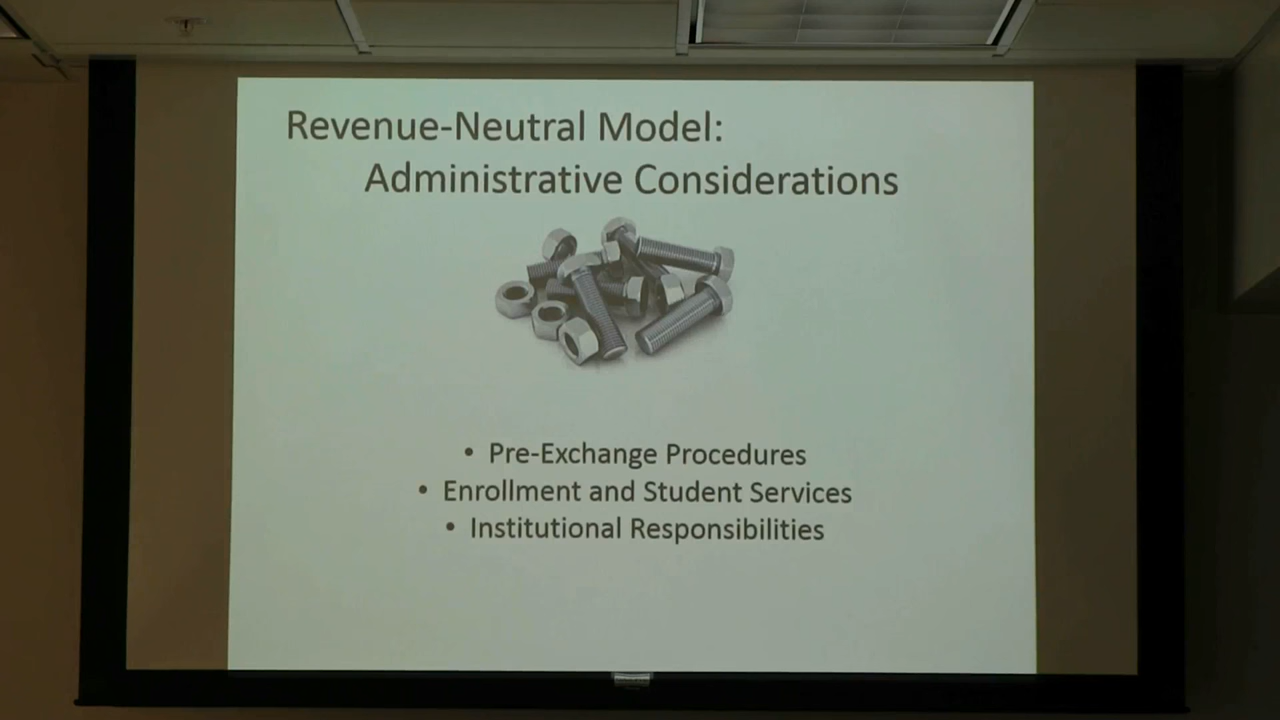 Revenue-Neutral Model:
Administrative Considerations
• Pre-Exchange Procedures
• Enrollment and Student Services
• Institutional Responsibilities